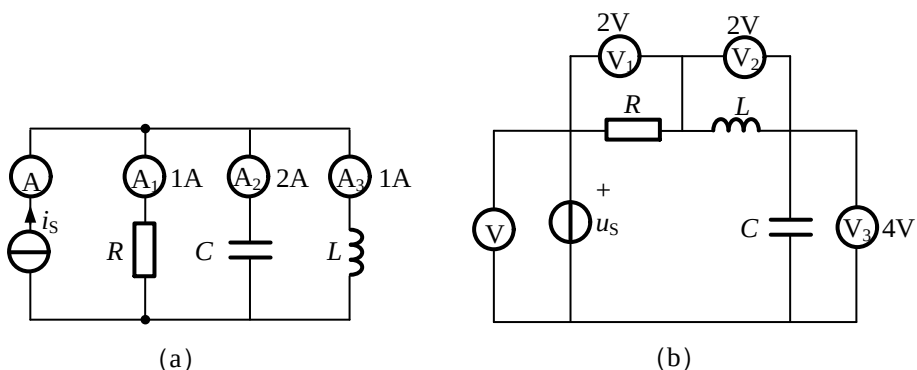 2V 2V
V₁ V₂
R L
A A₁ 1A A₂ 2A A₃ 1A
+
iS R C L V uS C V₃ 4V
(a) (b)